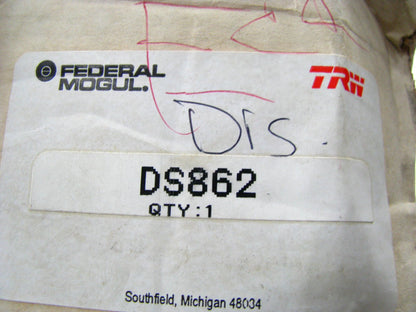 FEDERAL
MOGUL.
TRW
DIS.
DS862
QTY:1
Southfield, Michigan 48034